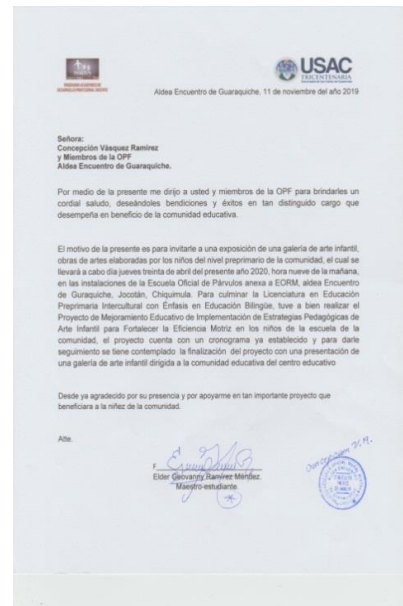 USAC
TRICENTENARIA
Aldea Encuentro de Guaraquiche, 11 de noviembre del año 2019
Señora:
Concepción Vásquez Ramírez
y Miembros de la OPF
Aldea Encuentro de Guaraquiche.
Por medio de la presente me dirijo a usted y miembros de la OPF para brindarles un
cordial saludo, deseándoles bendiciones y éxitos en tan distinguido cargo que
desempeña en beneficio de la comunidad educativa.
El motivo de la presente es para invitarle a una exposición de una galería de arte infantil,
obras de artes elaboradas por los niños del nivel preprimario de la comunidad, el cual se
llevará a cabo día jueves treinta de abril del presente año 2020, hora nueve de la mañana,
en las instalaciones de la Escuela Oficial de Párvulos anexa a EORM, aldea Encuentro
de Guraquiche, Jocotán, Chiquimula. Para culminar la Licenciatura en Educación
Preprimaria Intercultural con Énfasis en Educación Bilingüe, tuve a bien realizar el
Proyecto de Mejoramiento Educativo de Implementación de Estrategias Pedagógicas de
Arte Infantil para Fortalecer la Eficiencia Motriz en los niños de la escuela de la
comunidad, el proyecto cuenta con un cronograma ya establecido y para darle
seguimiento se tiene contemplado la finalización del proyecto con una presentación de
una galería de arte infantil dirigida a la comunidad educativa del centro educativo
Desde ya agradecido por su presencia y por apoyarme en tan importante proyecto que
beneficiara a la niñez de la comunidad.
Atte.
Concepcion V.R.
F
Elder Geovanny Ramírez Méndez.
Maestro-estudiante.